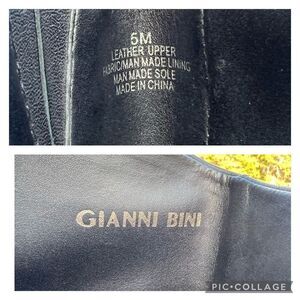 5M
LEATHER UPPER
FABRIC/MAN MADE LINING
MAN MADE SOLE
MADE IN CHINA
GIANNI BINI
PIC•COLLAGE